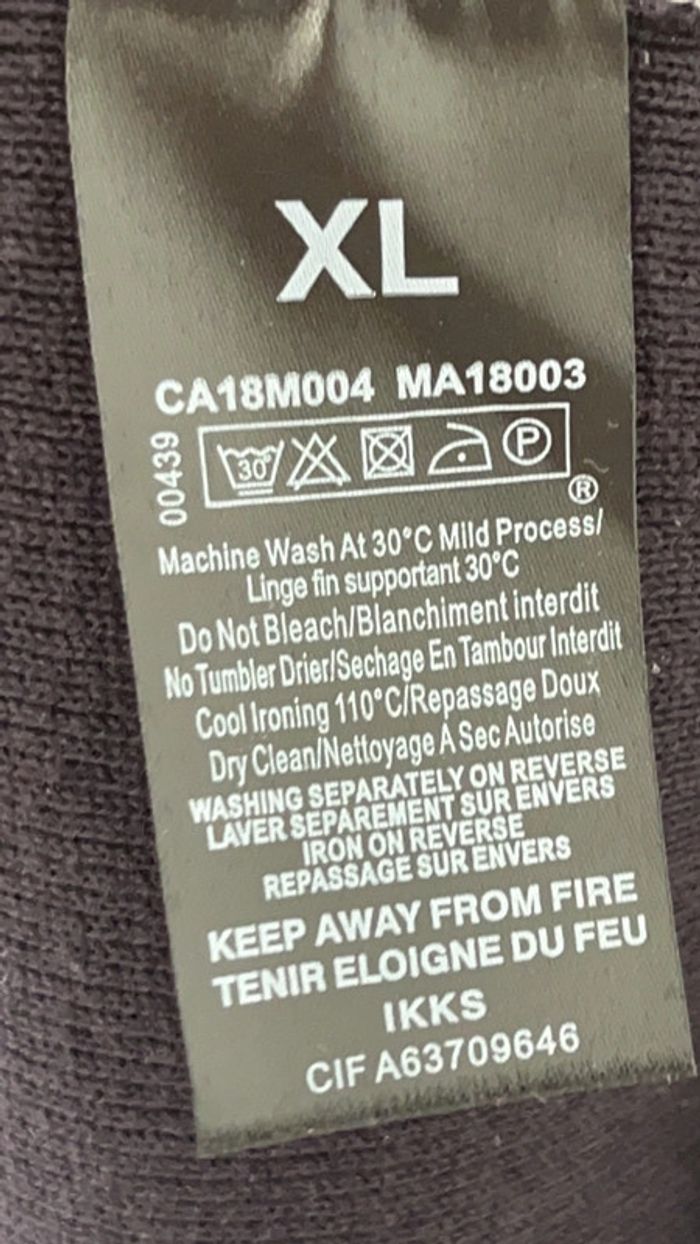 XL
CA18M004 MA18003
00439
30°
P
®
Machine Wash At 30°C Mild Process/
Linge fin supportant 30°C
Do Not Bleach/Blanchiment interdit
No Tumbler Drier/Sechage En Tambour Interdit
Cool Ironing 110°C/Repassage Doux
Dry Clean/Nettoyage A Sec Autorise
WASHING SEPARATELY ON REVERSE
LAVER SEPAREMENT SUR ENVERS
IRON ON REVERSE
REPASSAGE SUR ENVERS
KEEP AWAY FROM FIRE
TENIR ELOIGNE DU FEU
IKKS
CIF A63709646